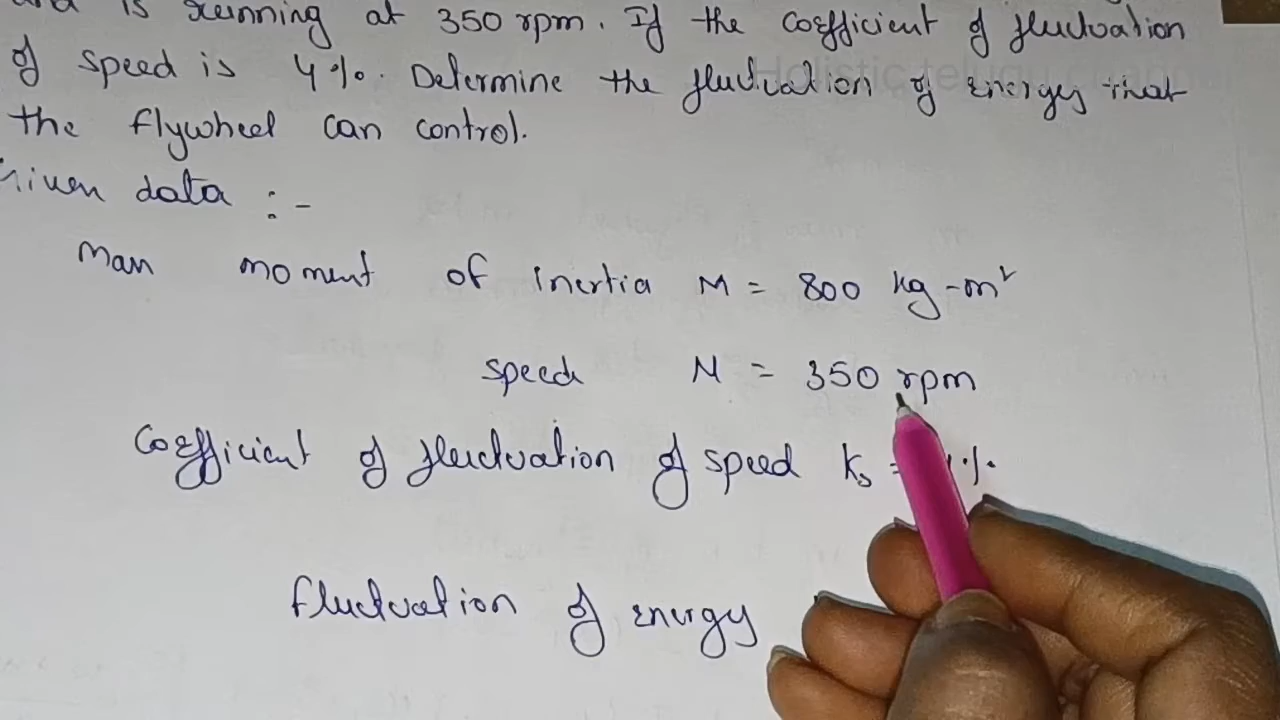 is running at 350 rpm. If the Coefficient of fluctuation
of speed is 4%. Determine the fluctuation of energy that
the flywheel can control.
Given data :-
Mass moment of Inertia M = 800 kg-m²
Speed N = 350 rpm
Coefficient of fluctuation of speed Ks = %
fluctuation of energy